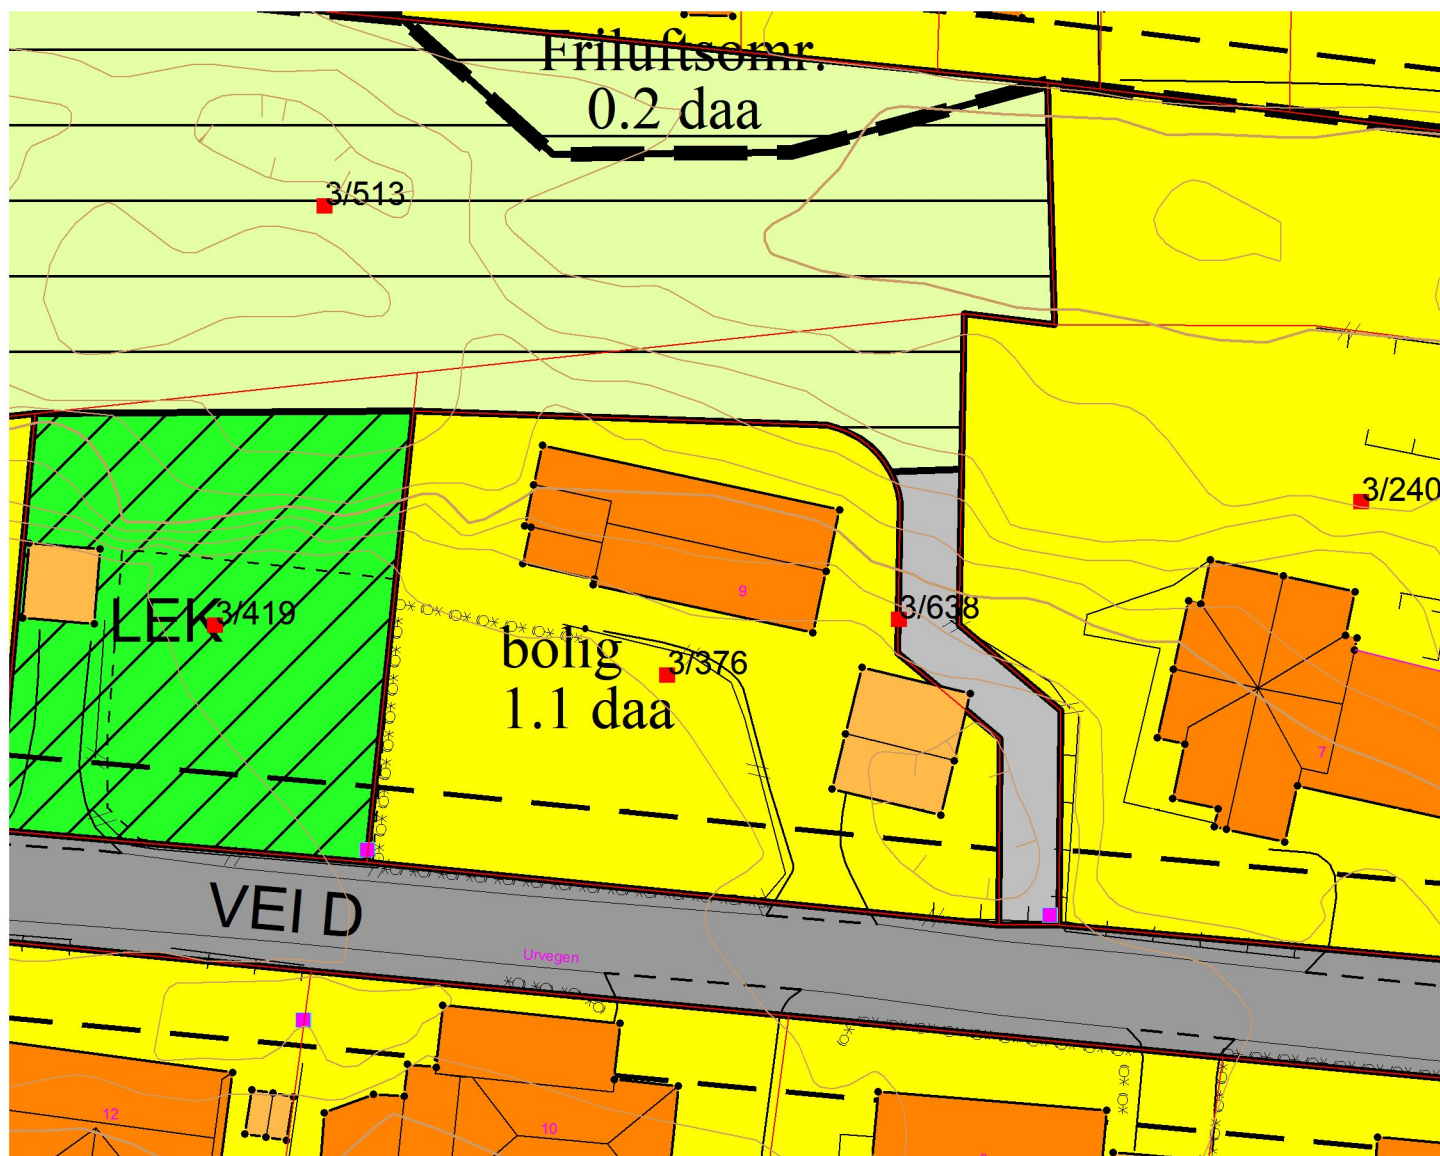 Friluftsomr.
0.2 daa
3/513
3/240
9
3/638
LEK
3/419
bolig
3/376
1.1 daa
7
VEI D
Urvegen
12
10